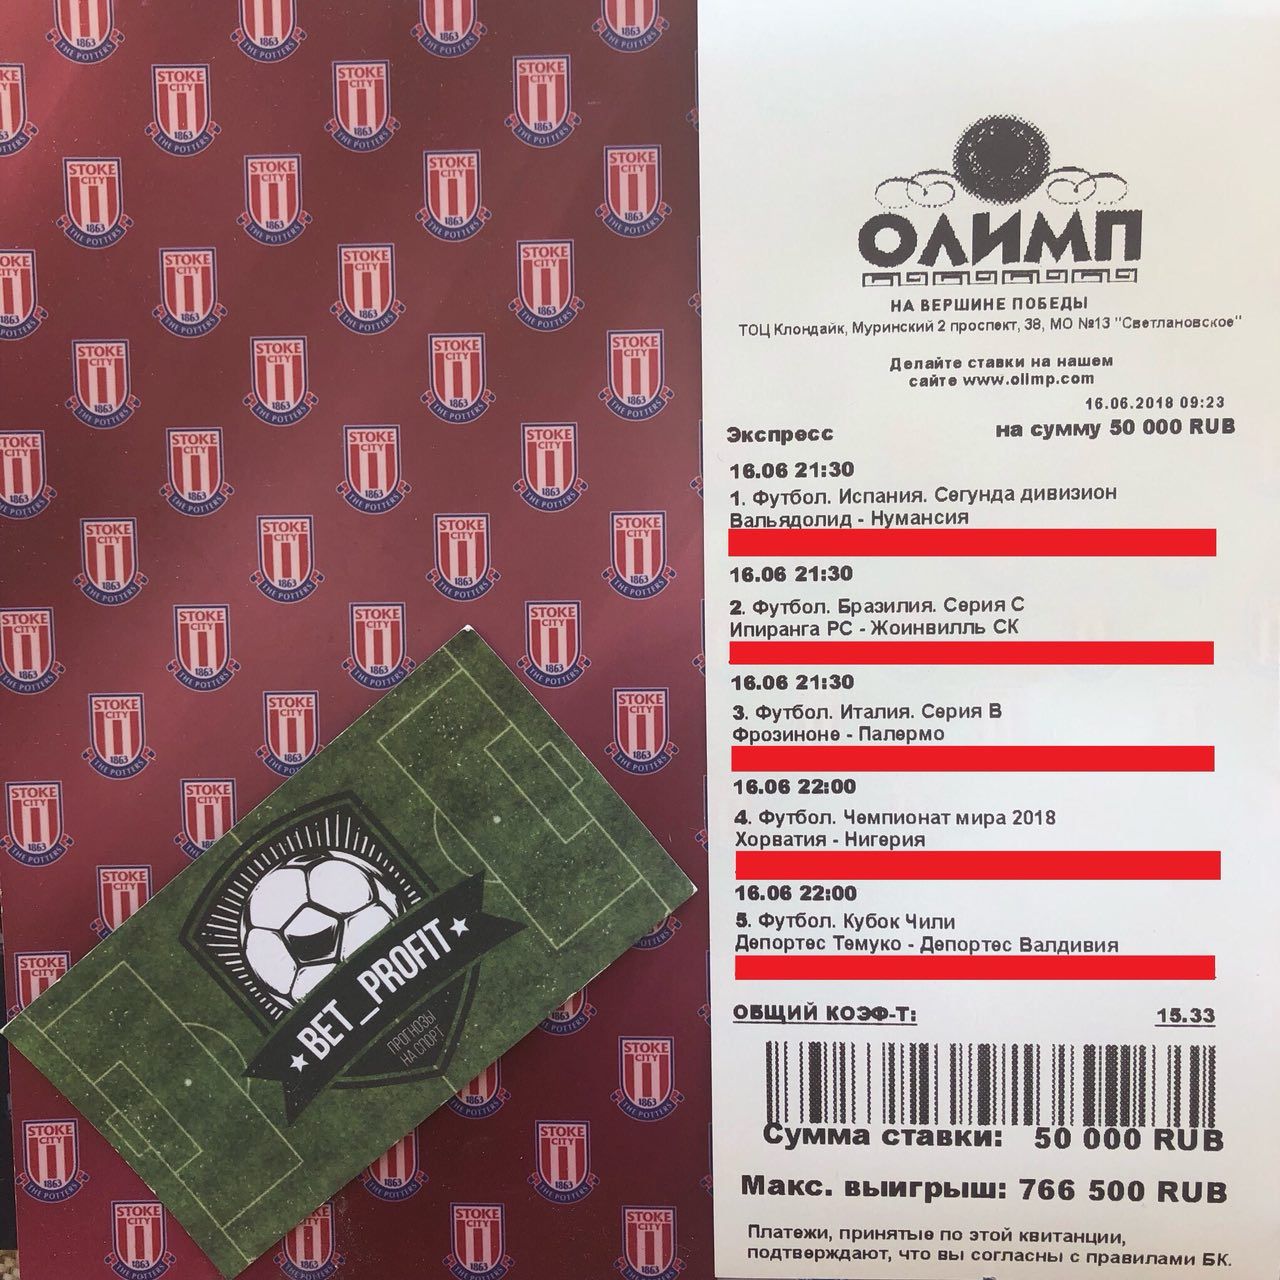 STOKE
CITY
1863
THE POTTERS
BET_PROFIT
ПРОГНОЗЫ
НА СПОРТ
ОЛИМП
НА ВЕРШИНЕ ПОБЕДЫ
ТОЦ Клондайк, Муринский 2 проспект, 38, МО №13 "Светлановское"
Делайте ставки на нашем
сайте www.olimp.com
16.06.2018 09:23
Экспресс на сумму 50 000 RUB
16.06 21:30
1. Футбол. Испания. Сегунда дивизион
Вальядолид - Нумансия
16.06 21:30
2. Футбол. Бразилия. Серия С
Ипиранга РС - Жоинвилль СК
16.06 21:30
3. Футбол. Италия. Серия В
Фрозиноне - Палермо
16.06 22:00
4. Футбол. Чемпионат мира 2018
Хорватия - Нигерия
16.06 22:00
5. Футбол. Кубок Чили
Депортес Темуко - Депортес Валдивия
ОБЩИЙ КОЭФ-Т: 15.33
Сумма ставки: 50 000 RUB
Макс. выигрыш: 766 500 RUB
Платежи, принятые по этой квитанции,
подтверждают, что вы согласны с правилами БК.